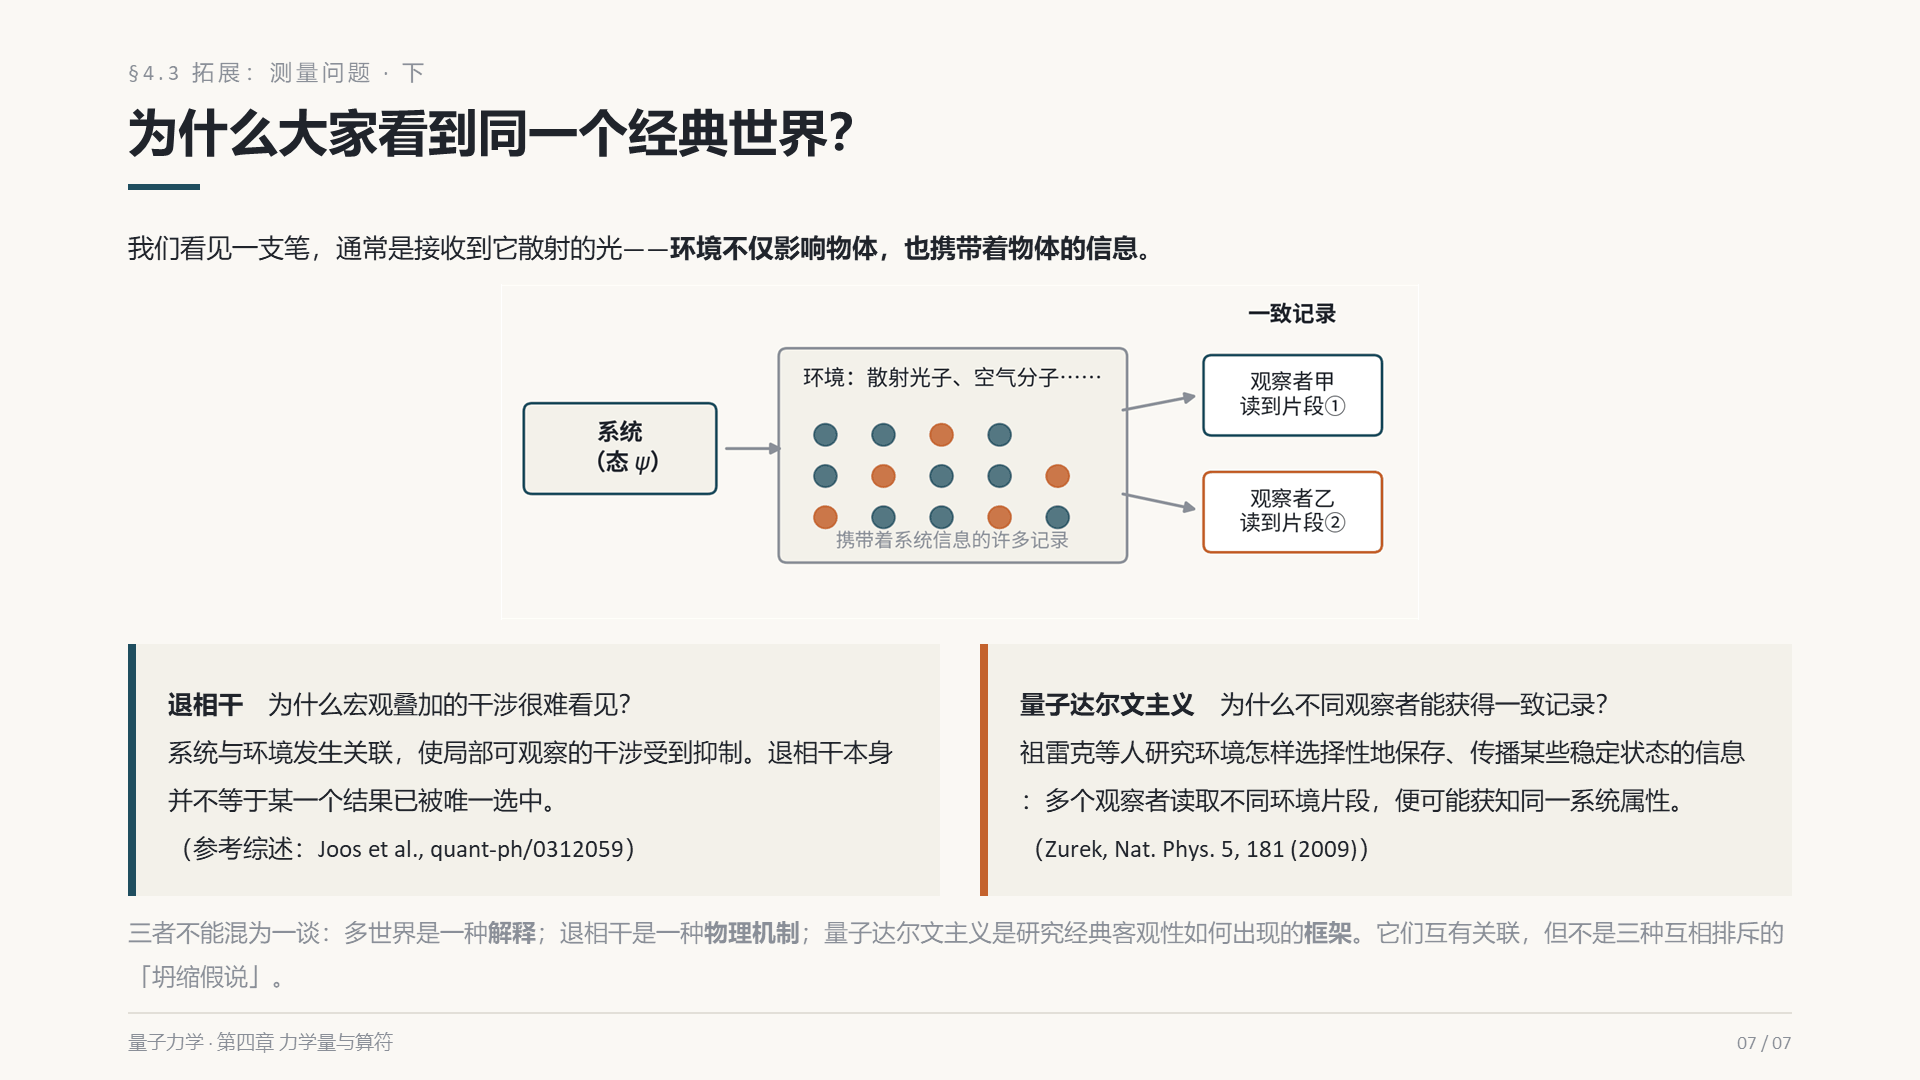 §4.3 拓展：测量问题 · 下
为什么大家看到同一个经典世界？
我们看见一支笔，通常是接收到它散射的光——环境不仅影响物体，也携带着物体的信息。
一致记录
环境：散射光子、空气分子……
系统
（态 ψ）
观察者甲
读到片段①
观察者乙
读到片段②
携带着系统信息的许多记录
退相干　为什么宏观叠加的干涉很难看见？
系统与环境发生关联，使局部可观察的干涉受到抑制。退相干本身
并不等于某一个结果已被唯一选中。
（参考综述：Joos et al., quant-ph/0312059）
量子达尔文主义　为什么不同观察者能获得一致记录？
祖雷克等人研究环境怎样选择性地保存、传播某些稳定状态的信息
：多个观察者读取不同环境片段，便可能获知同一系统属性。
（Zurek, Nat. Phys. 5, 181 (2009)）
三者不能混为一谈：多世界是一种解释；退相干是一种物理机制；量子达尔文主义是研究经典客观性如何出现的框架。它们互有关联，但不是三种互相排斥的
「坍缩假说」。
量子力学 · 第四章 力学量与算符
07 / 07